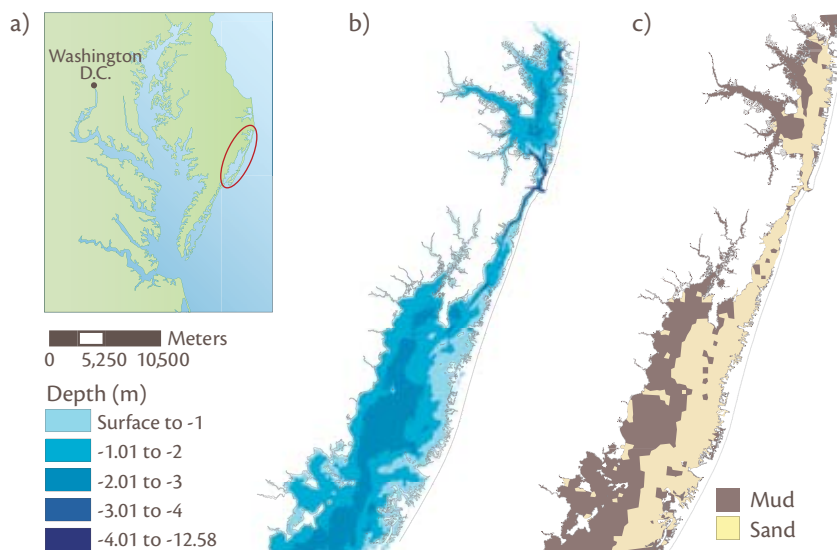 a)
Washington
D.C.
b)
c)
Meters
0 5,250 10,500
Depth (m)
Surface to -1
-1.01 to -2
-2.01 to -3
-3.01 to -4
-4.01 to -12.58
Mud
Sand